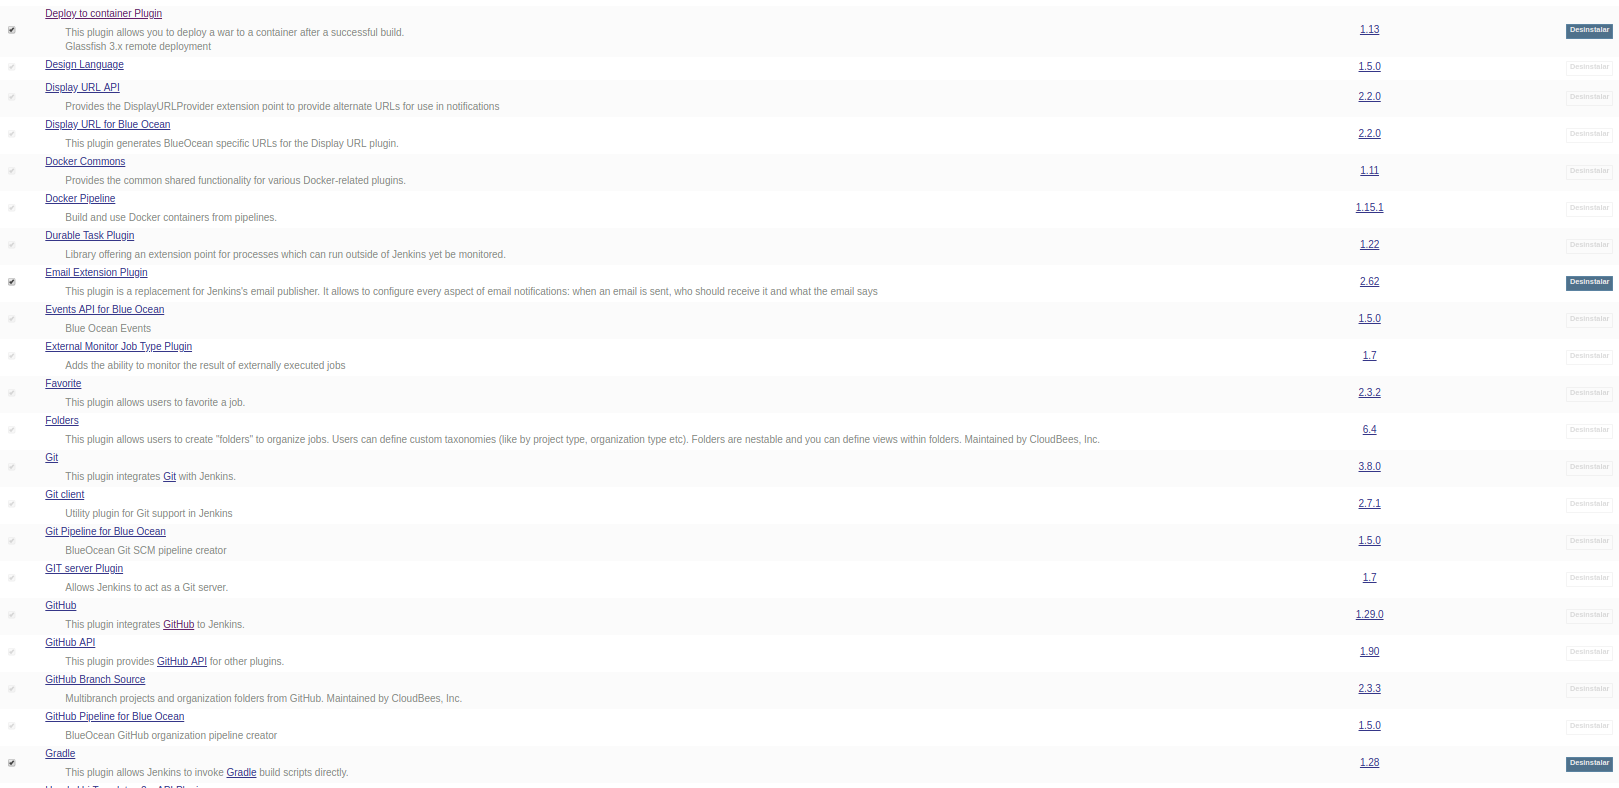 Deploy to container Plugin
This plugin allows you to deploy a war to a container after a successful build.
Glassfish 3.x remote deployment
1.13
Desinstalar
Design Language
1.5.0
Desinstalar
Display URL API
Provides the DisplayURLProvider extension point to provide alternate URLs for use in notifications
2.2.0
Desinstalar
Display URL for Blue Ocean
This plugin generates BlueOcean specific URLs for the Display URL plugin.
2.2.0
Desinstalar
Docker Commons
Provides the common shared functionality for various Docker-related plugins.
1.11
Desinstalar
Docker Pipeline
Build and use Docker containers from pipelines.
1.15.1
Desinstalar
Durable Task Plugin
Library offering an extension point for processes which can run outside of Jenkins yet be monitored.
1.22
Desinstalar
Email Extension Plugin
This plugin is a replacement for Jenkins's email publisher. It allows to configure every aspect of email notifications: when an email is sent, who should receive it and what the email says
2.62
Desinstalar
Events API for Blue Ocean
Blue Ocean Events
1.5.0
Desinstalar
External Monitor Job Type Plugin
Adds the ability to monitor the result of externally executed jobs
1.7
Desinstalar
Favorite
This plugin allows users to favorite a job.
2.3.2
Desinstalar
Folders
This plugin allows users to create "folders" to organize jobs. Users can define custom taxonomies (like by project type, organization type etc). Folders are nestable and you can define views within folders. Maintained by CloudBees, Inc.
6.4
Desinstalar
Git
This plugin integrates Git with Jenkins.
3.8.0
Desinstalar
Git client
Utility plugin for Git support in Jenkins
2.7.1
Desinstalar
Git Pipeline for Blue Ocean
BlueOcean Git SCM pipeline creator
1.5.0
Desinstalar
GIT server Plugin
Allows Jenkins to act as a Git server.
1.7
Desinstalar
GitHub
This plugin integrates GitHub to Jenkins.
1.29.0
Desinstalar
GitHub API
This plugin provides GitHub API for other plugins.
1.90
Desinstalar
GitHub Branch Source
Multibranch projects and organization folders from GitHub. Maintained by CloudBees, Inc.
2.3.3
Desinstalar
GitHub Pipeline for Blue Ocean
BlueOcean GitHub organization pipeline creator
1.5.0
Desinstalar
Gradle
This plugin allows Jenkins to invoke Gradle build scripts directly.
1.28
Desinstalar